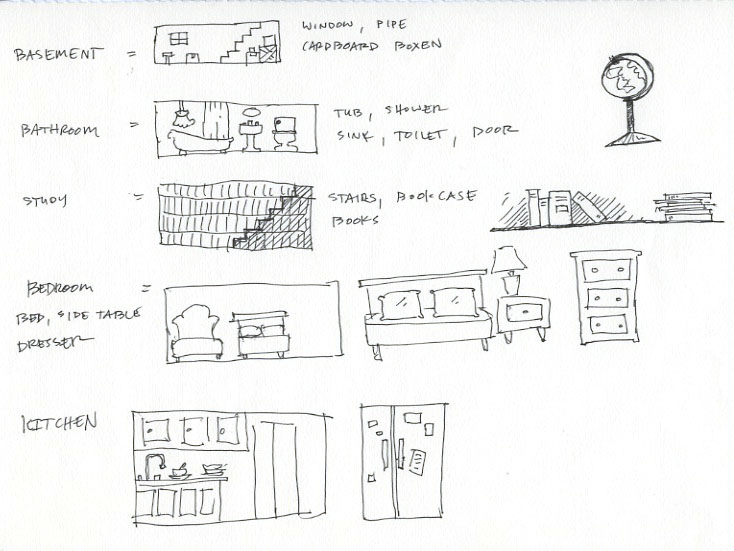 BASEMENT =
WINDOW, PIPE
CARDBOARD BOXEN
BATHROOM =
TUB, SHOWER
SINK, TOILET, DOOR
STUDY =
STAIRS, BOOKCASE
BOOKS
BEDROOM =
BED, SIDE TABLE
DRESSER
KITCHEN